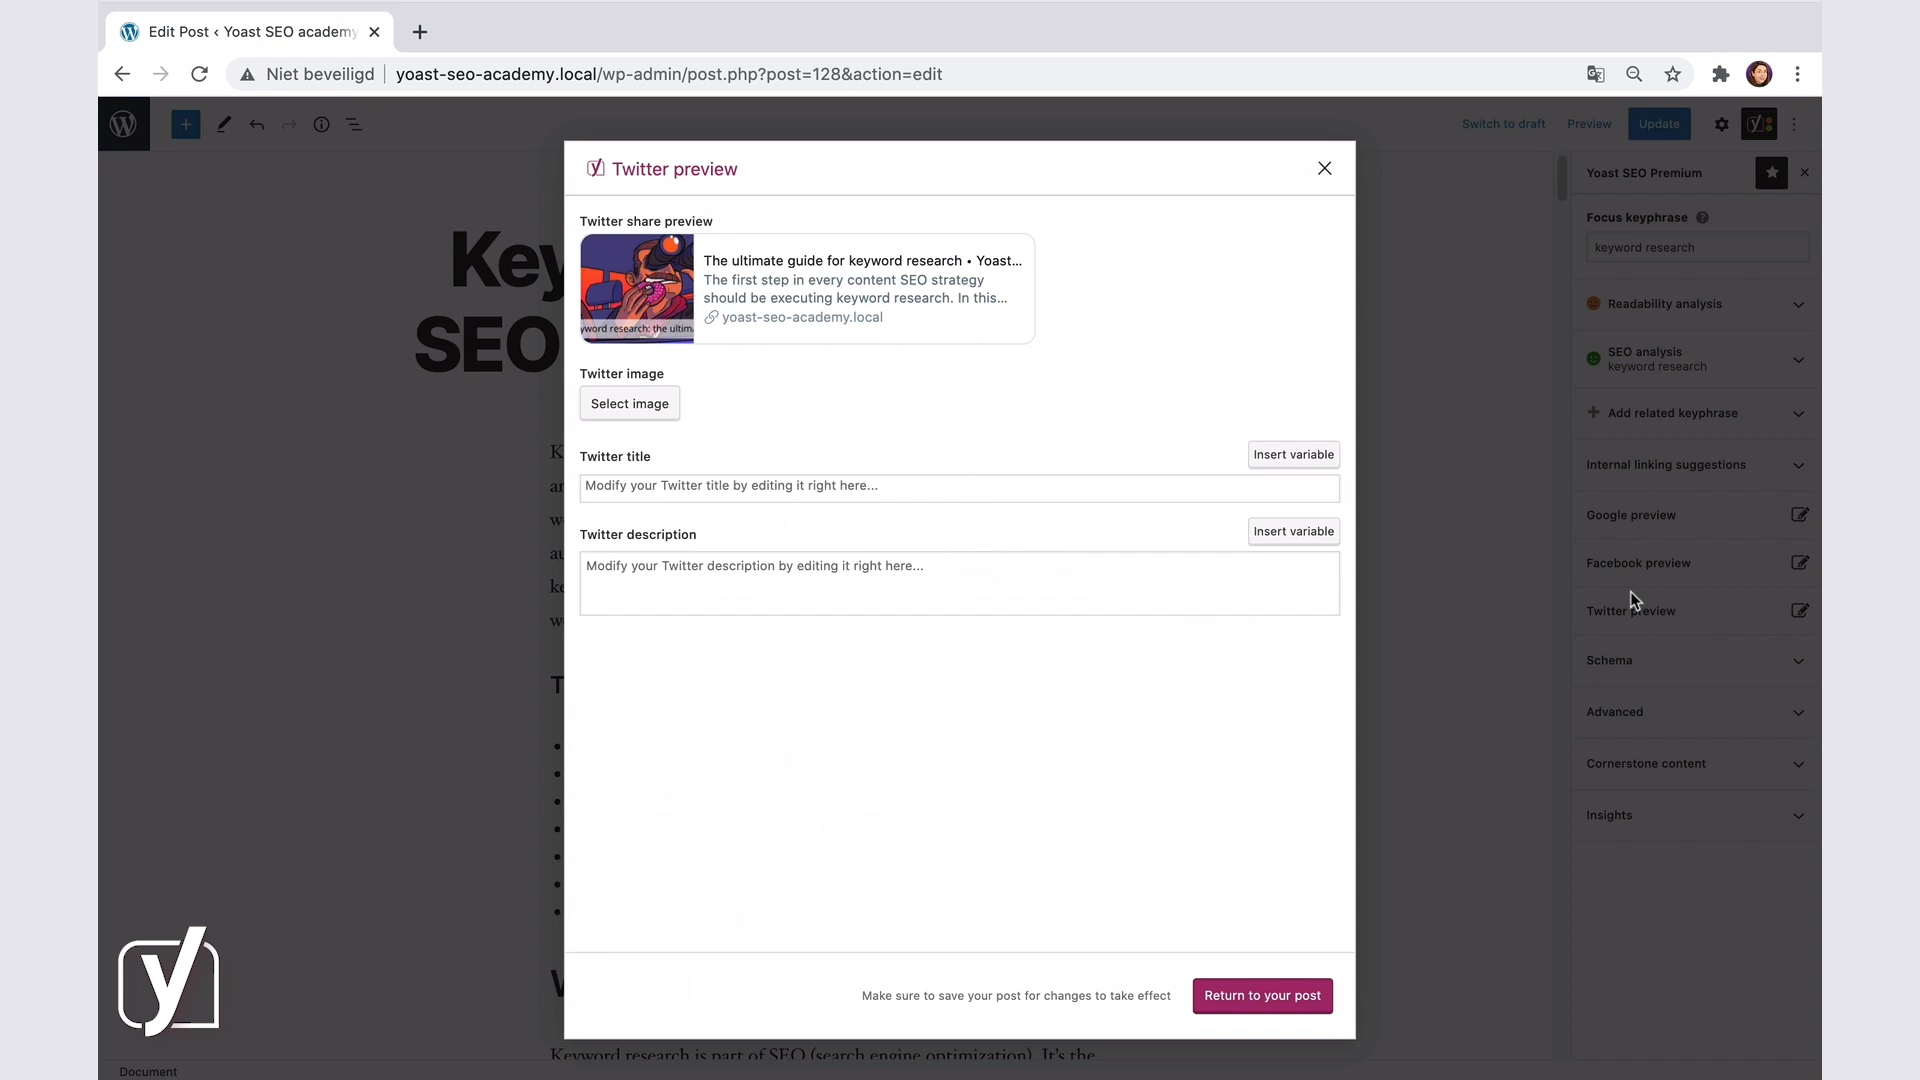 Edit Post ‹ Yoast SEO academy
Niet beveiligd
yoast-seo-academy.local/wp-admin/post.php?post=128&action=edit
Switch to draft
Preview
Update
Key
SEO
K
w
w
T
W
Keyword research is part of SEO (search engine optimization). It's the
Document
Twitter preview
Twitter share preview
yword research: the ultim
The ultimate guide for keyword research • Yoast...
The first step in every content SEO strategy
should be executing keyword research. In this...
yoast-seo-academy.local
Twitter image
Select image
Twitter title
Insert variable
Modify your Twitter title by editing it right here...
Twitter description
Insert variable
Modify your Twitter description by editing it right here...
Make sure to save your post for changes to take effect
Return to your post
Yoast SEO Premium
Focus keyphrase
keyword research
Readability analysis
SEO analysis
keyword research
Add related keyphrase
Internal linking suggestions
Google preview
Facebook preview
Twitter preview
Schema
Advanced
Cornerstone content
Insights